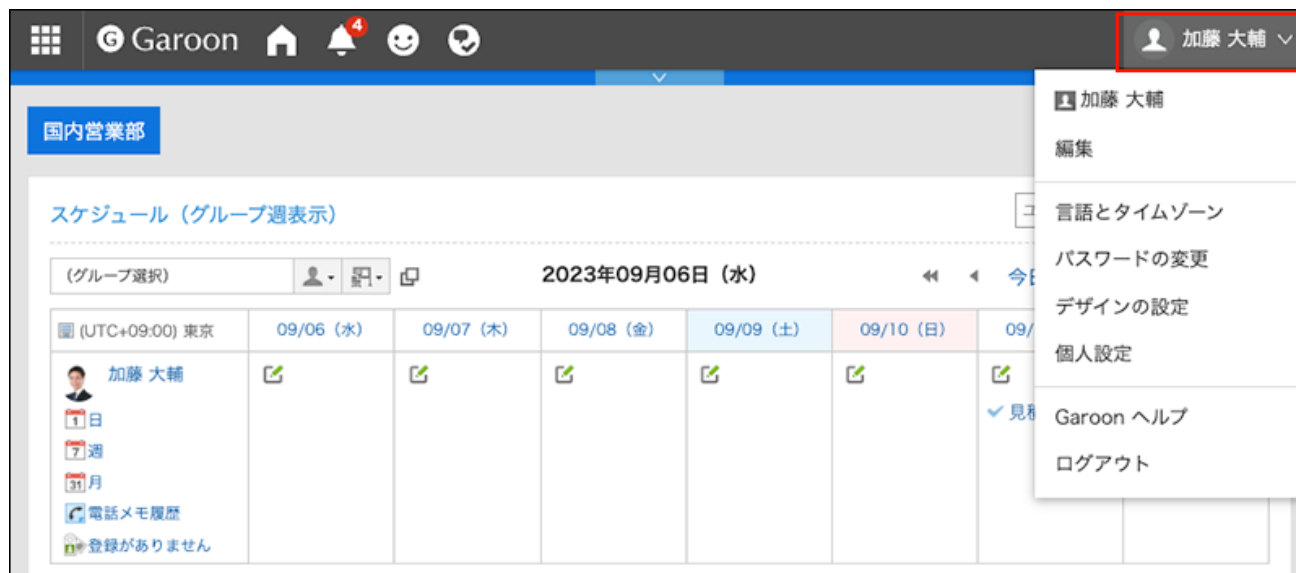 G Garoon 4 加藤 大輔
加藤 大輔
編集
言語とタイムゾーン
パスワードの変更
デザインの設定
個人設定
Garoon ヘルプ
ログアウト
国内営業部
スケジュール（グループ週表示）
(グループ選択)
2023年09月06日（水）
今日
(UTC+09:00) 東京 09/06（水） 09/07（木） 09/08（金） 09/09（土） 09/10（日） 09/
加藤 大輔
1 日
7 週
31 月
電話メモ履歴
登録がありません
見積